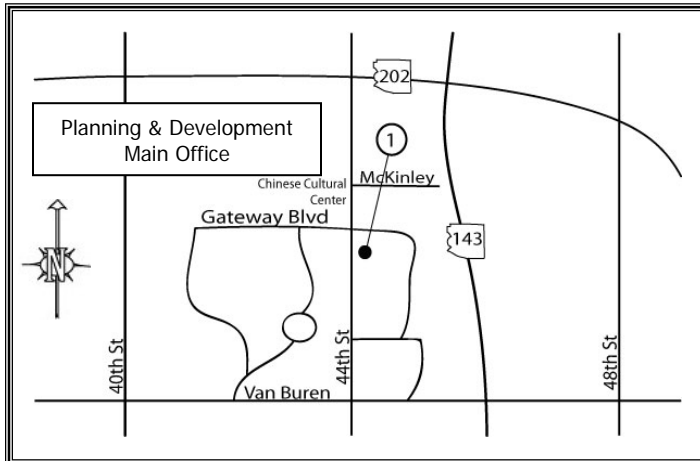 202
Planning & Development
Main Office
1
McKinley
Chinese Cultural
Center
Gateway Blvd
143
N
40th St
44th St
48th St
Van Buren